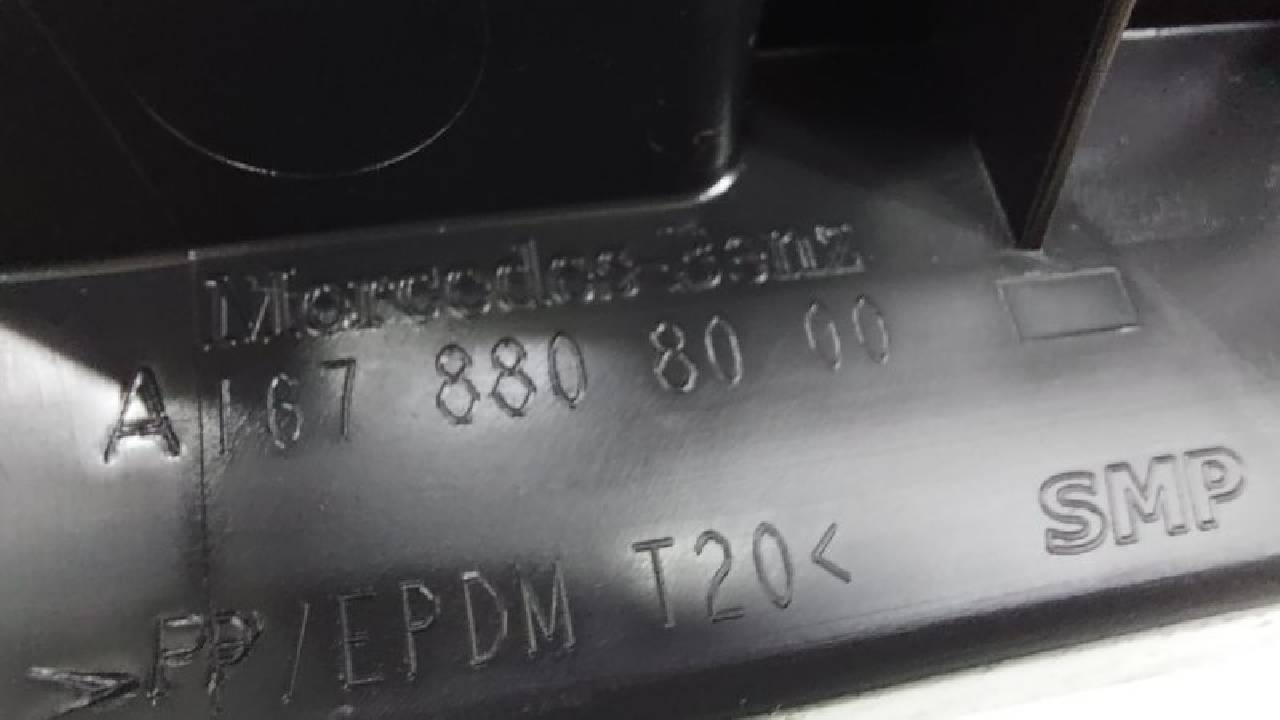 Mercedes-Benz
A 167 880 80 00
SMP
>PP/EPDM T20<